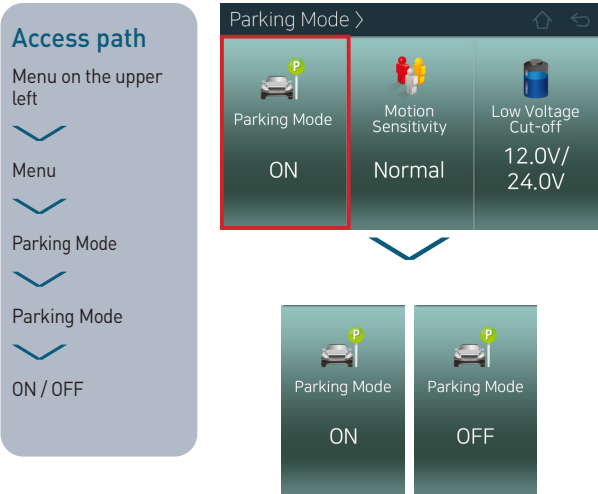 Access path
Menu on the upper
left
Menu
Parking Mode
Parking Mode
ON / OFF
Parking Mode >
P
Parking Mode
ON
Motion
Sensitivity
Normal
Low Voltage
Cut-off
12.0V/
24.0V
P
Parking Mode
ON
P
Parking Mode
OFF